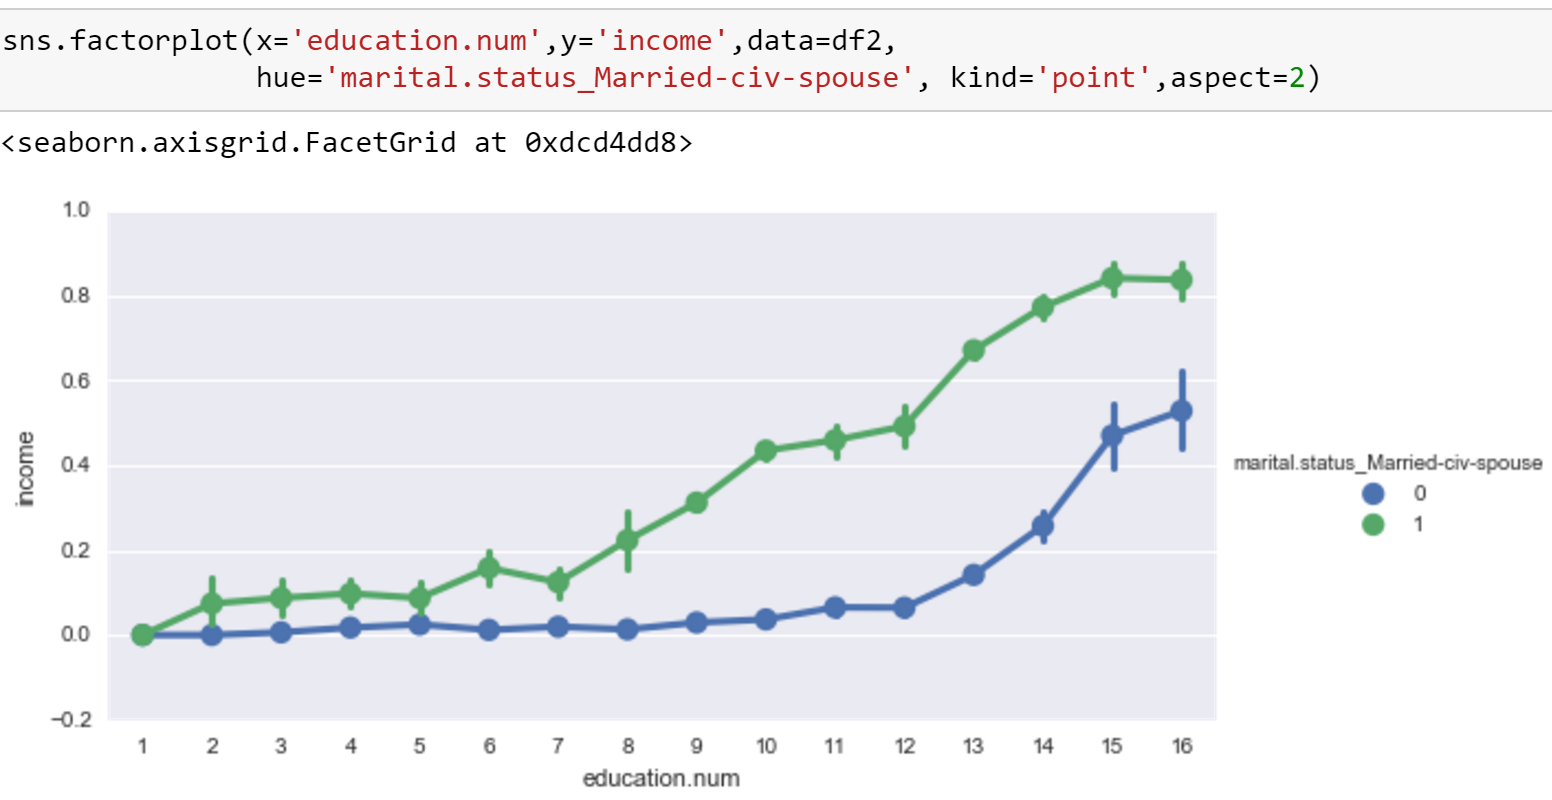 sns.factorplot(x='education.num',y='income',data=df2,
hue='marital.status_Married-civ-spouse', kind='point',aspect=2)
<seaborn.axisgrid.FacetGrid at 0xdcd4dd8>
1.0
0.8
0.6
0.4
0.2
0.0
−0.2
income
1 2 3 4 5 6 7 8 9 10 11 12 13 14 15 16
education.num
marital.status_Married-civ-spouse
0
1